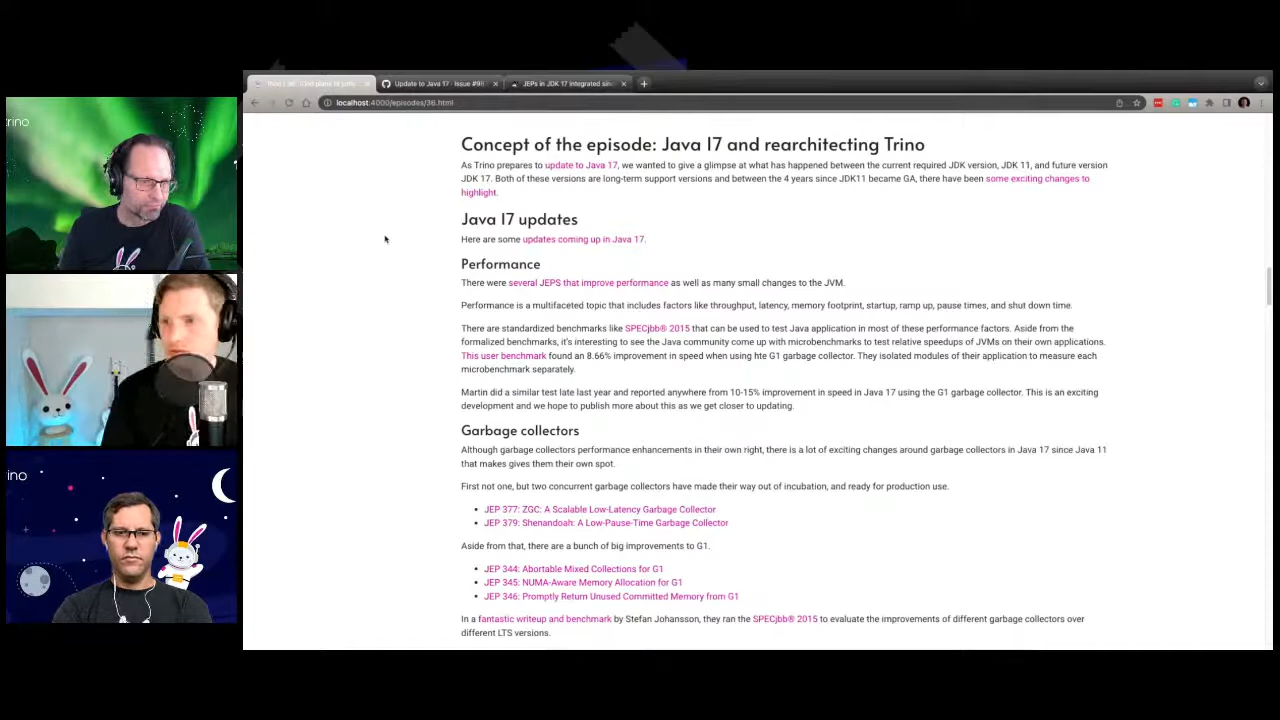 Update to Java 17 · Issue #98
JEPs in JDK 17 integrated sinc
localhost:4000/episodes/36.html
rino
rino
Concept of the episode: Java 17 and rearchitecting Trino
As Trino prepares to update to Java 17, we wanted to give a glimpse at what has happened between the current required JDK version, JDK 11, and future version
JDK 17. Both of these versions are long-term support versions and between the 4 years since JDK11 became GA, there have been some exciting changes to
highlight.
Java 17 updates
Here are some updates coming up in Java 17.
Performance
There were several JEPS that improve performance as well as many small changes to the JVM.
Performance is a multifaceted topic that includes factors like throughput, latency, memory footprint, startup, ramp up, pause times, and shut down time.
There are standardized benchmarks like SPECjbb® 2015 that can be used to test Java application in most of these performance factors. Aside from the
formalized benchmarks, it's interesting to see the Java community come up with microbenchmarks to test relative speedups of JVMs on their own applications.
This user benchmark found an 8.66% improvement in speed when using hte G1 garbage collector. They isolated modules of their application to measure each
microbenchmark separately.
Martin did a similar test late last year and reported anywhere from 10-15% improvement in speed in Java 17 using the G1 garbage collector. This is an exciting
development and we hope to publish more about this as we get closer to updating.
Garbage collectors
Although garbage collectors performance enhancements in their own right, there is a lot of exciting changes around garbage collectors in Java 17 since Java 11
that makes gives them their own spot.
First not one, but two concurrent garbage collectors have made their way out of incubation, and ready for production use.
• JEP 377: ZGC: A Scalable Low-Latency Garbage Collector
• JEP 379: Shenandoah: A Low-Pause-Time Garbage Collector
Aside from that, there are a bunch of big improvements to G1.
• JEP 344: Abortable Mixed Collections for G1
• JEP 345: NUMA-Aware Memory Allocation for G1
• JEP 346: Promptly Return Unused Committed Memory from G1
In a fantastic writeup and benchmark by Stefan Johansson, they ran the SPECjbb® 2015 to evaluate the improvements of different garbage collectors over
different LTS versions.